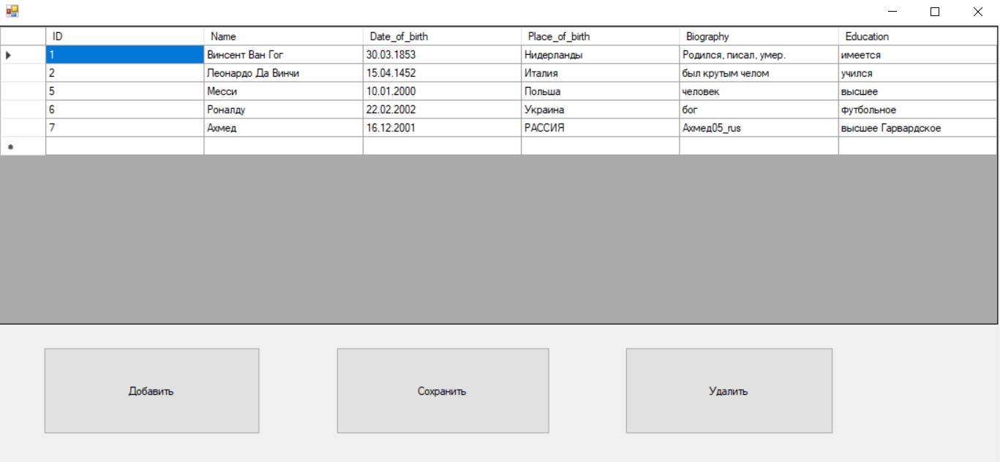 ID Name Date_of_birth Place_of_birth Biography Education
1 Винсент Ван Гог 30.03.1853 Нидерланды Родился, писал, умер. имеется
2 Леонардо Да Винчи 15.04.1452 Италия был крутым челом учился
5 Месси 10.01.2000 Польша человек высшее
6 Роналду 22.02.2002 Украина бог футбольное
7 Ахмед 16.12.2001 РАССИЯ Ахмед05_rus высшее Гарвардское
Добавить Сохранить Удалить